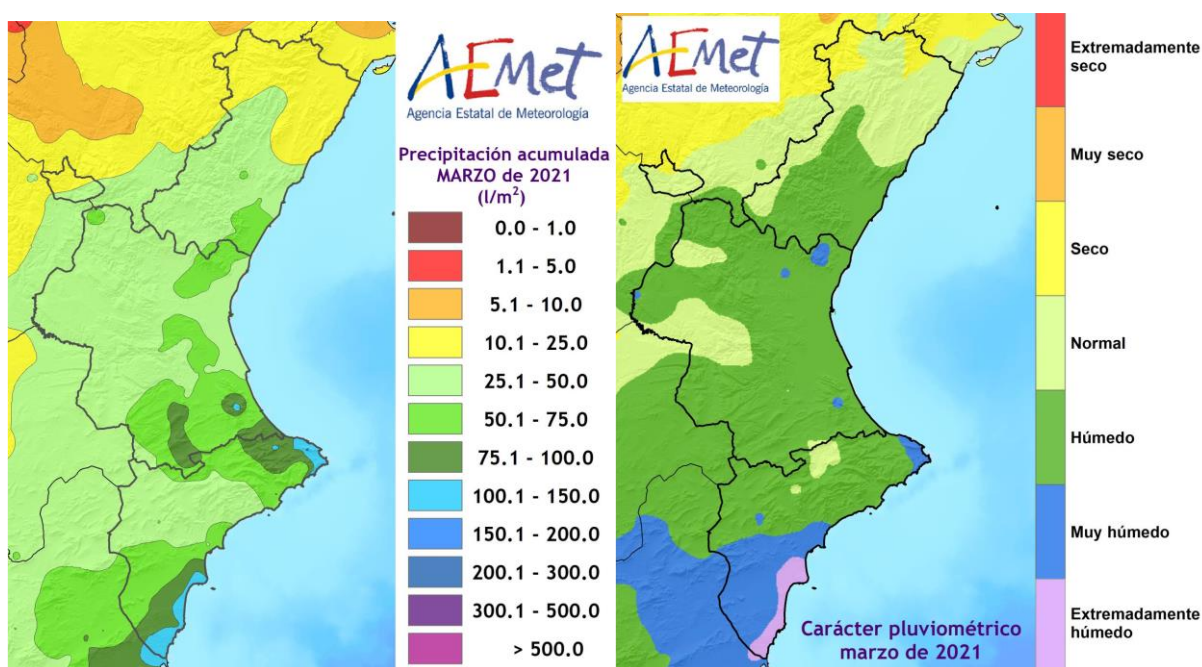 AEMet
Agencia Estatal de Meteorología
Precipitación acumulada
MARZO de 2021
(l/m²)
0.0 - 1.0
1.1 - 5.0
5.1 - 10.0
10.1 - 25.0
25.1 - 50.0
50.1 - 75.0
75.1 - 100.0
100.1 - 150.0
150.1 - 200.0
200.1 - 300.0
300.1 - 500.0
> 500.0
AEMet
Agencia Estatal de Meteorología
Carácter pluviométrico
marzo de 2021
Extremadamente
seco
Muy seco
Seco
Normal
Húmedo
Muy húmedo
Extremadamente
húmedo